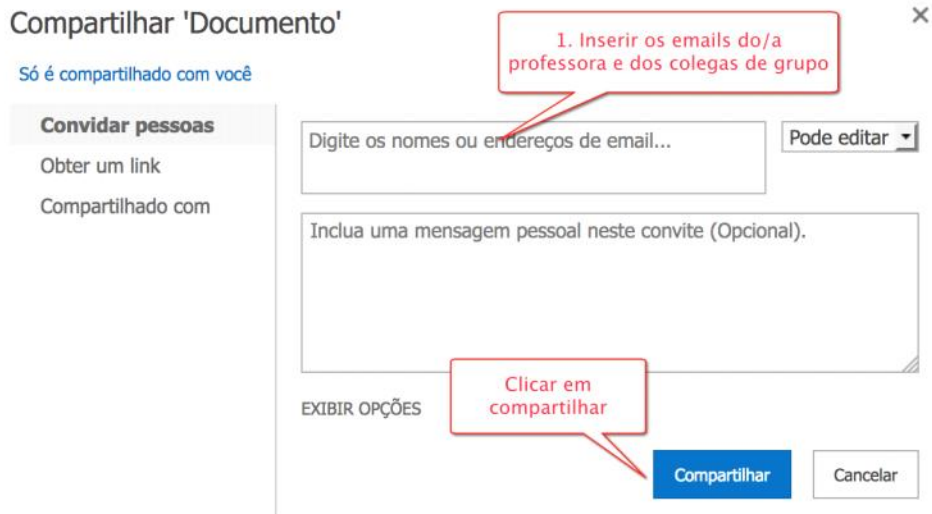 Compartilhar 'Documento'
Só é compartilhado com você
1. Inserir os emails do/a
professora e dos colegas de grupo
Convidar pessoas
Obter um link
Compartilhado com
Digite os nomes ou endereços de email...
Pode editar
Inclua uma mensagem pessoal neste convite (Opcional).
Clicar em
compartilhar
EXIBIR OPÇÕES
Compartilhar
Cancelar